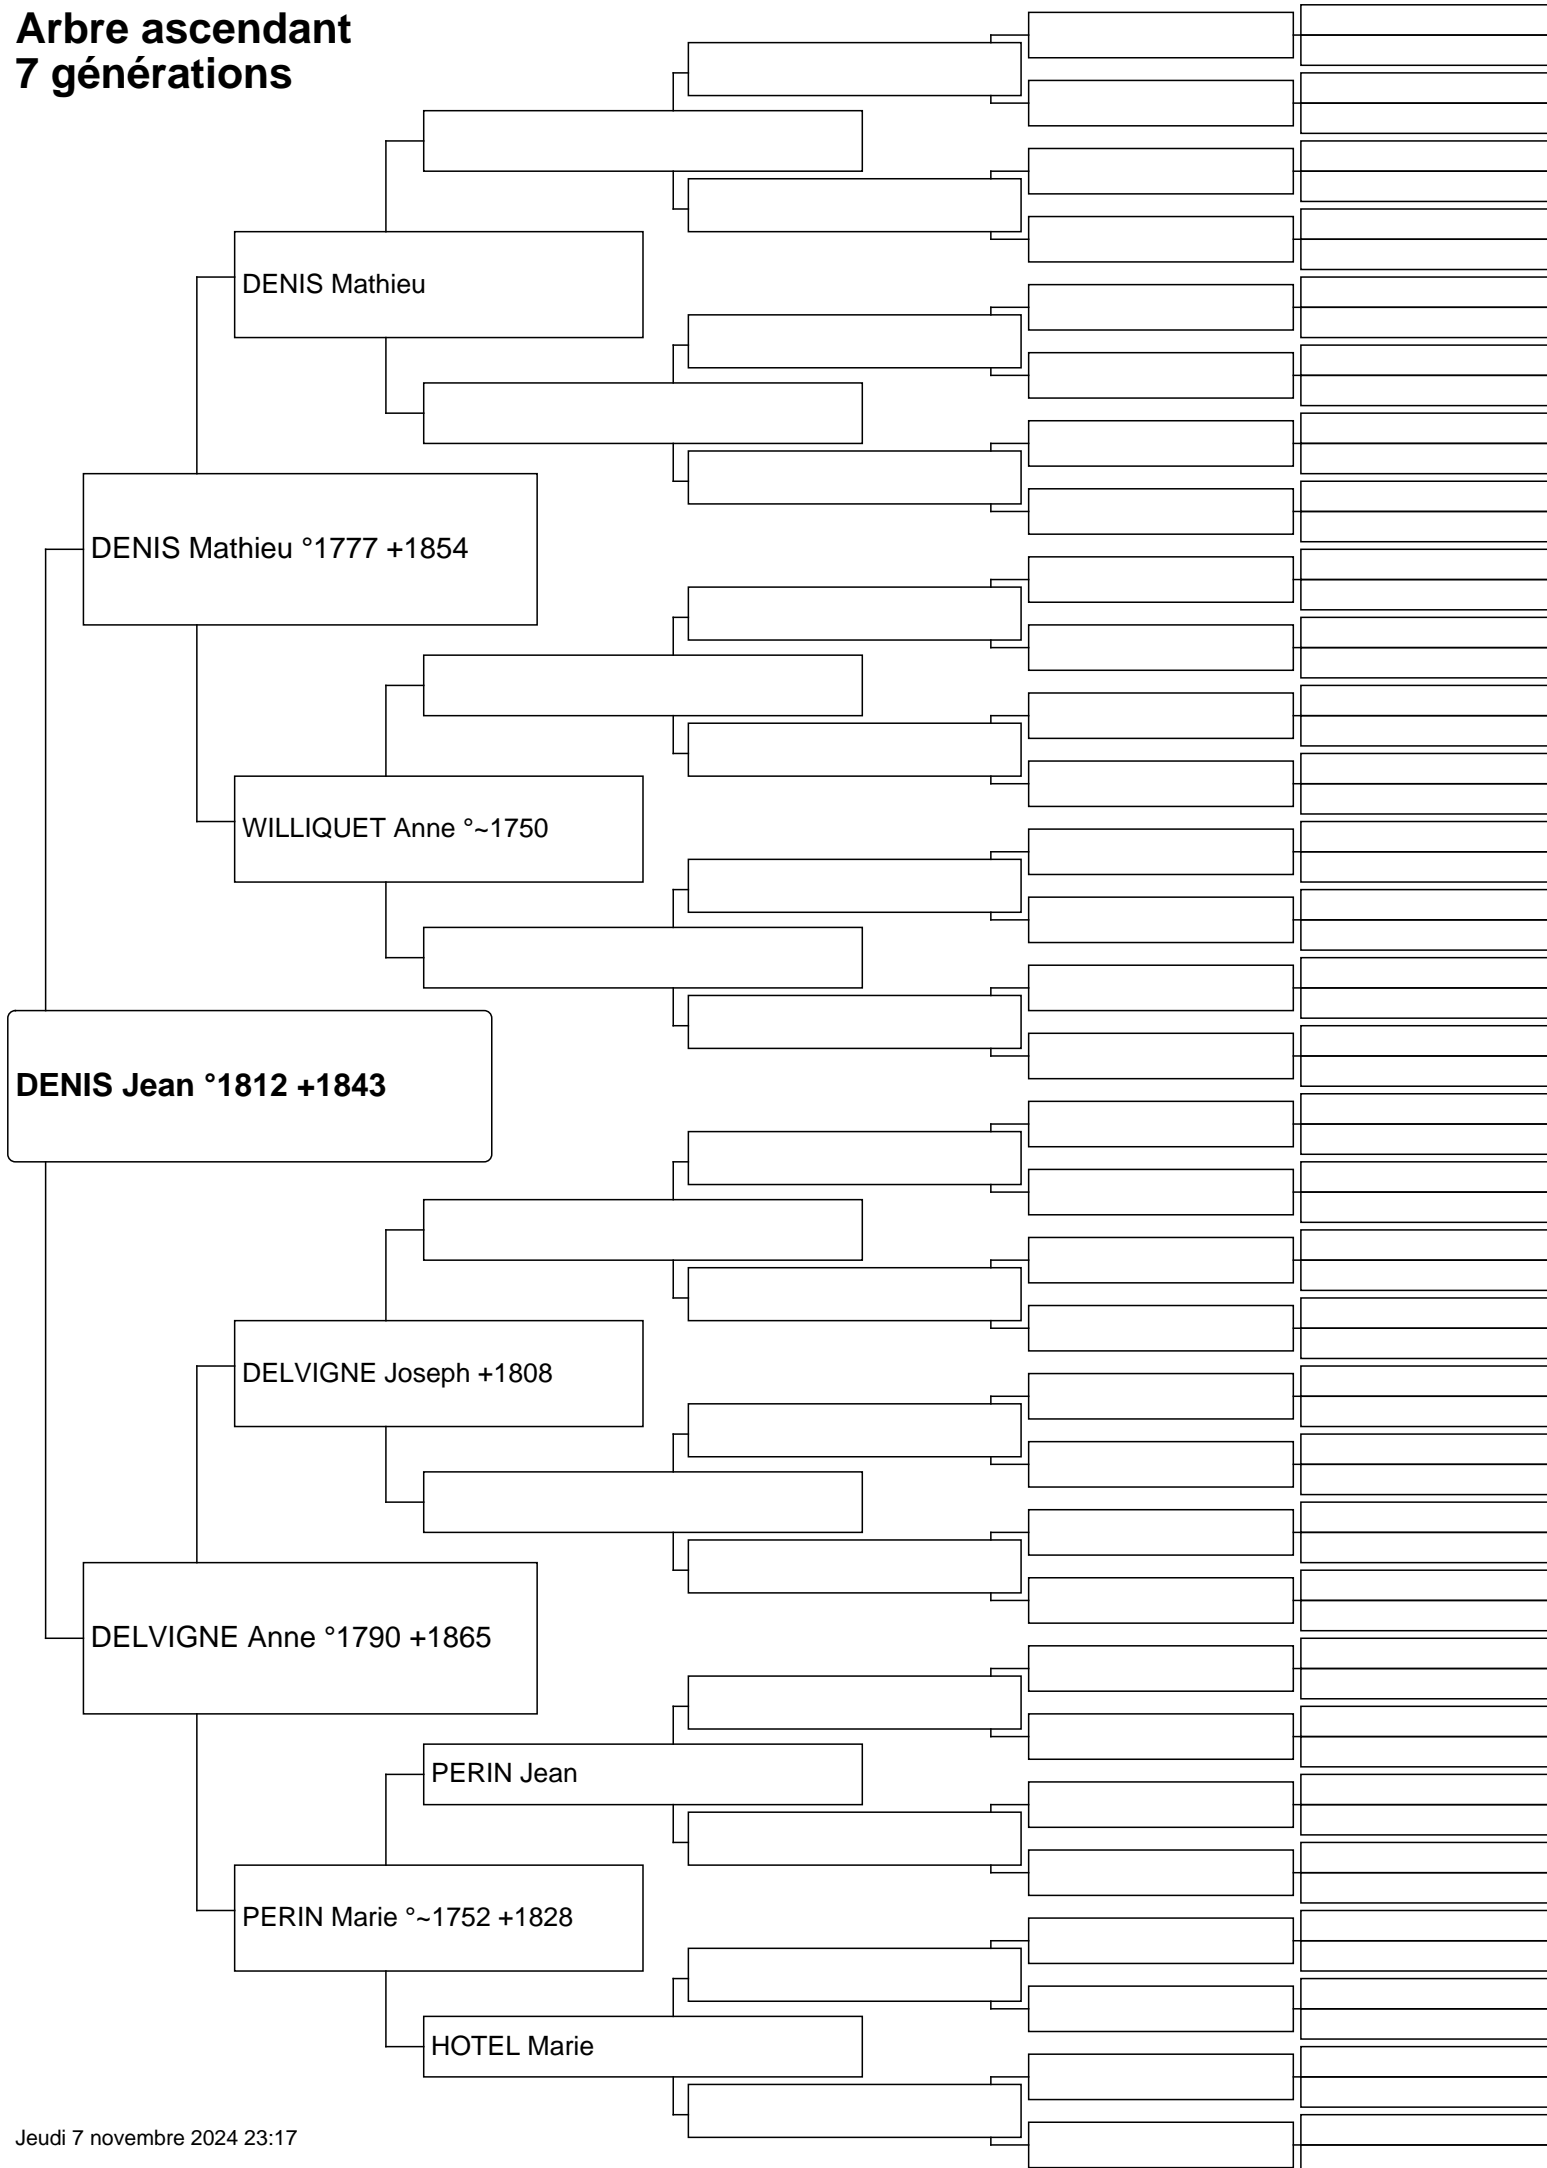 Arbre ascendant
7 générations
DENIS Mathieu
DENIS Mathieu °1777 +1854
WILLIQUET Anne °~1750
DENIS Jean °1812 +1843
DELVIGNE Joseph +1808
DELVIGNE Anne °1790 +1865
PERIN Jean
PERIN Marie °~1752 +1828
HOTEL Marie
Jeudi 7 novembre 2024 23:17